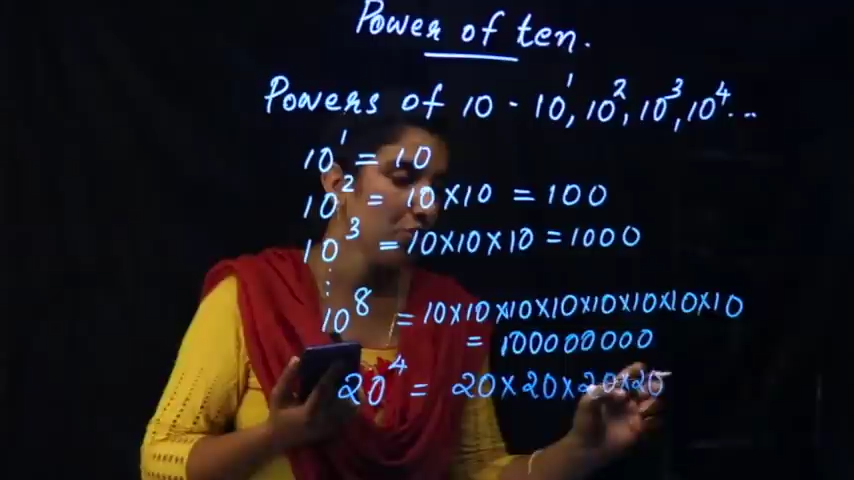 Power of ten.
Powers of 10 - 10¹, 10², 10³, 10⁴...
10¹ = 10
10² = 10×10 = 100
10³ = 10×10×10 = 1000
:
10⁸ = 10×10×10×10×10×10×10×10
= 100000000
20⁴ = 20×20×20×20